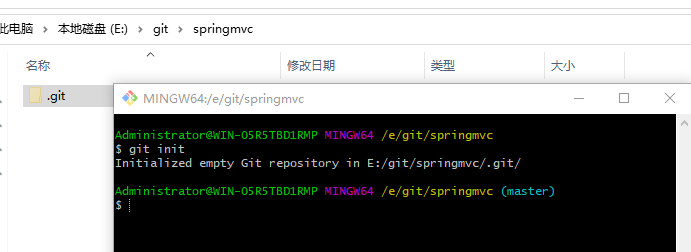 此电脑 › 本地磁盘 (E:) › git › springmvc
名称 修改日期 类型 大小
.git
MINGW64:/e/git/springmvc
Administrator@WIN-O5R5TBD1RMP MINGW64 /e/git/springmvc
$ git init
Initialized empty Git repository in E:/git/springmvc/.git/
Administrator@WIN-O5R5TBD1RMP MINGW64 /e/git/springmvc (master)
$